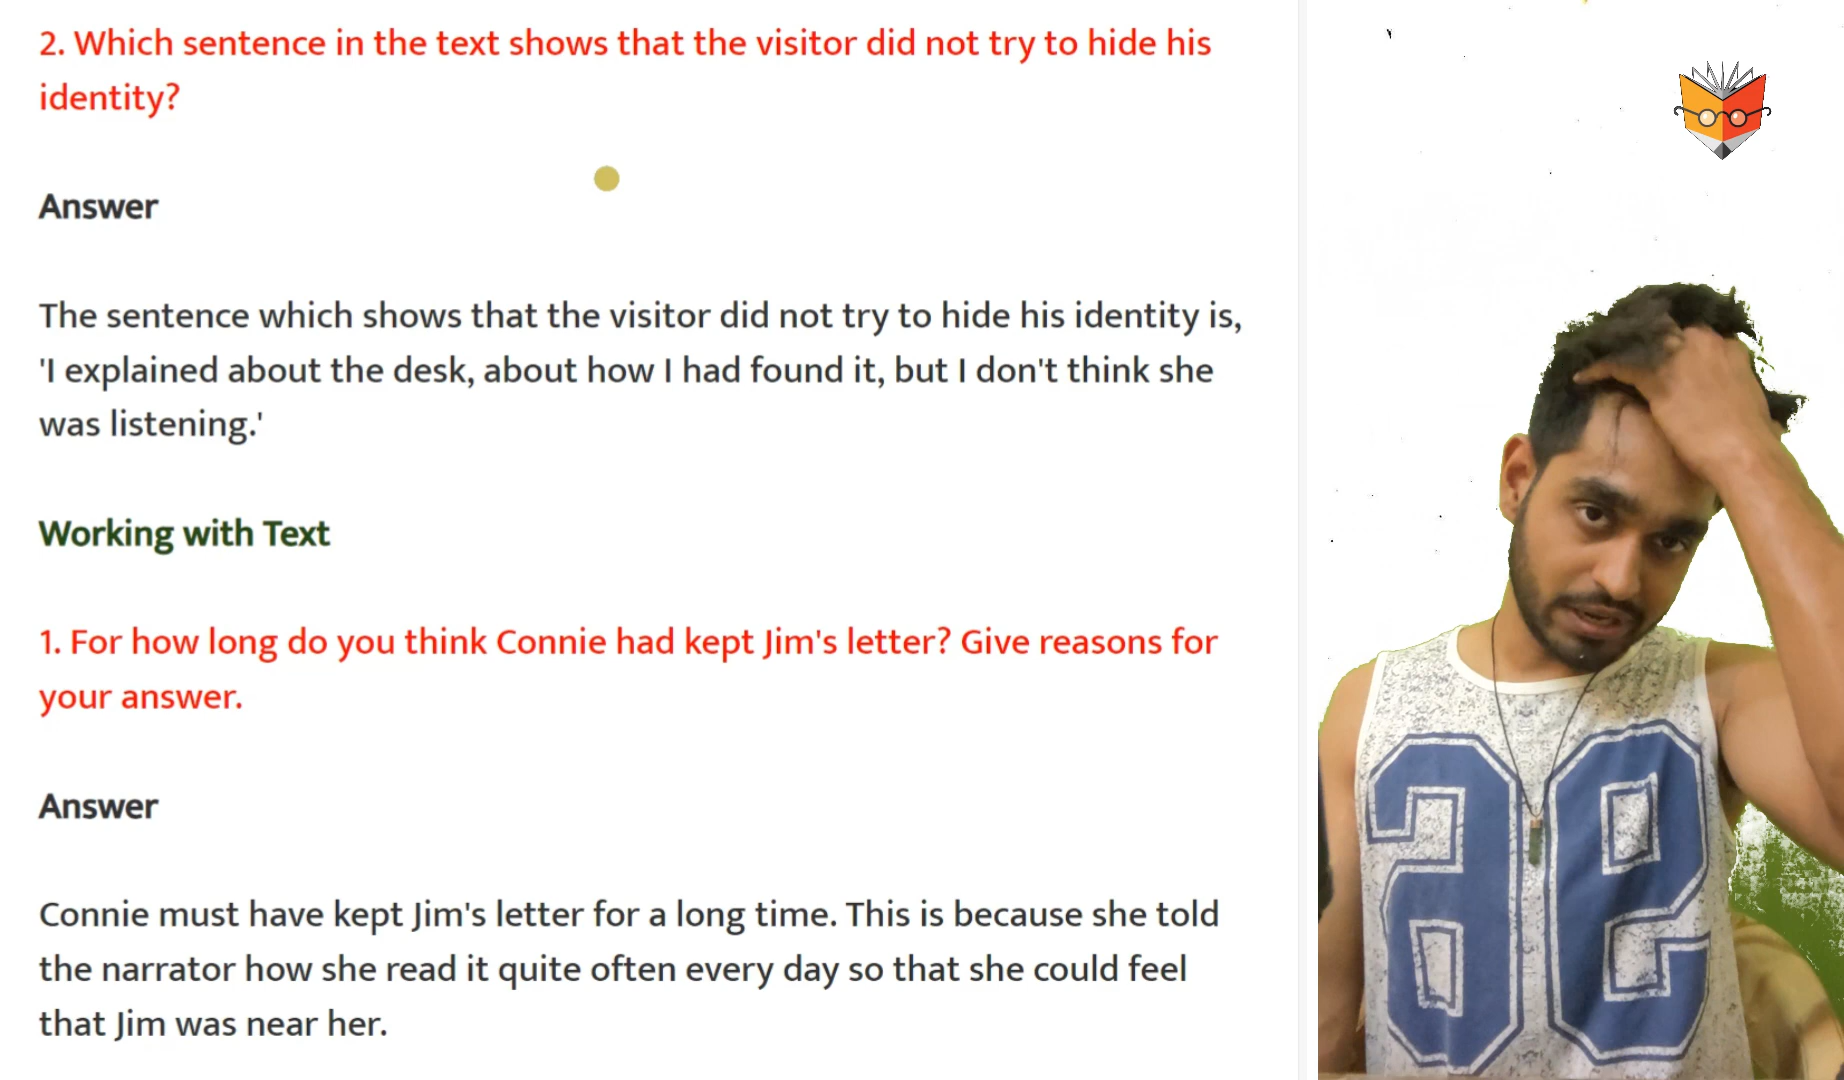 2. Which sentence in the text shows that the visitor did not try to hide his
identity?
Answer
The sentence which shows that the visitor did not try to hide his identity is,
'I explained about the desk, about how I had found it, but I don't think she
was listening.'
Working with Text
1. For how long do you think Connie had kept Jim's letter? Give reasons for
your answer.
Answer
Connie must have kept Jim's letter for a long time. This is because she told
the narrator how she read it quite often every day so that she could feel
that Jim was near her.